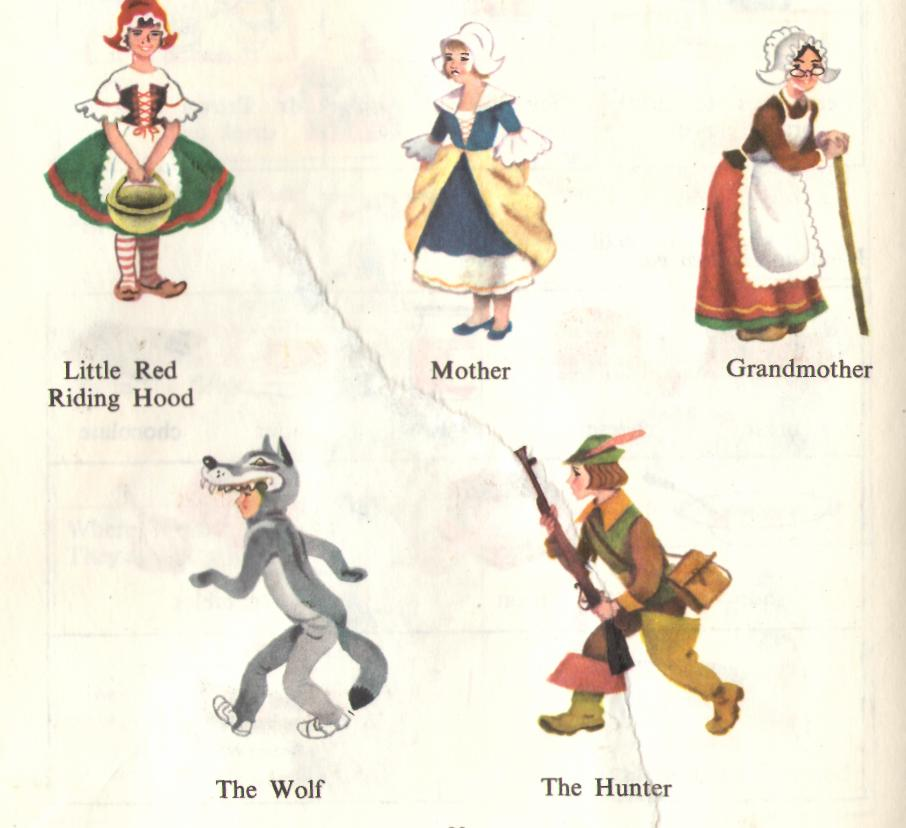 Little Red
Riding Hood
Mother
Grandmother
The Wolf
The Hunter